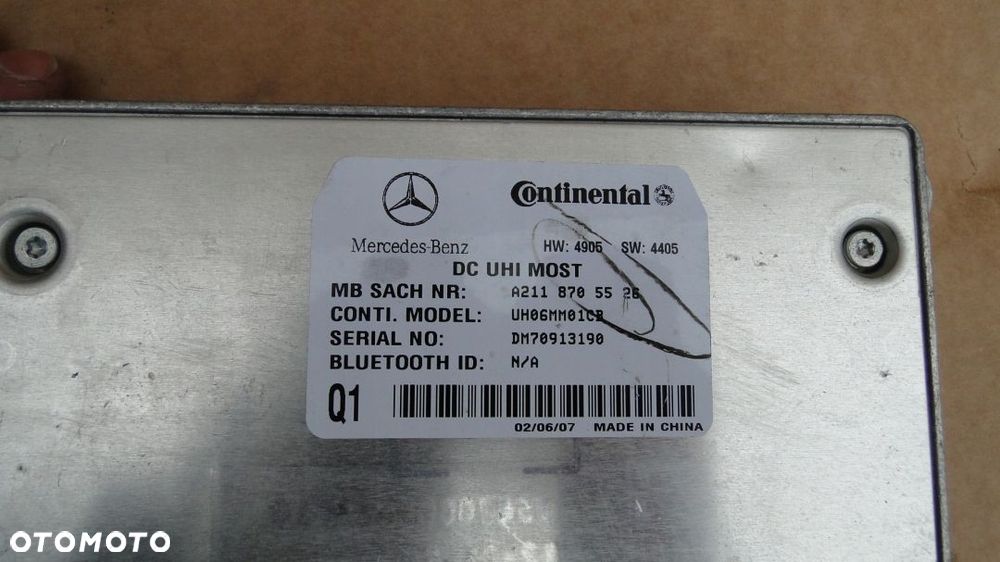 Continental
Mercedes-Benz
HW: 4905 SW: 4405
DC UHI MOST
MB SACH NR: A211 870 55 26
CONTI. MODEL: UH06MM01CB
SERIAL NO: DM70913190
BLUETOOTH ID: N/A
Q1
02/06/07 MADE IN CHINA
OTOMOTO